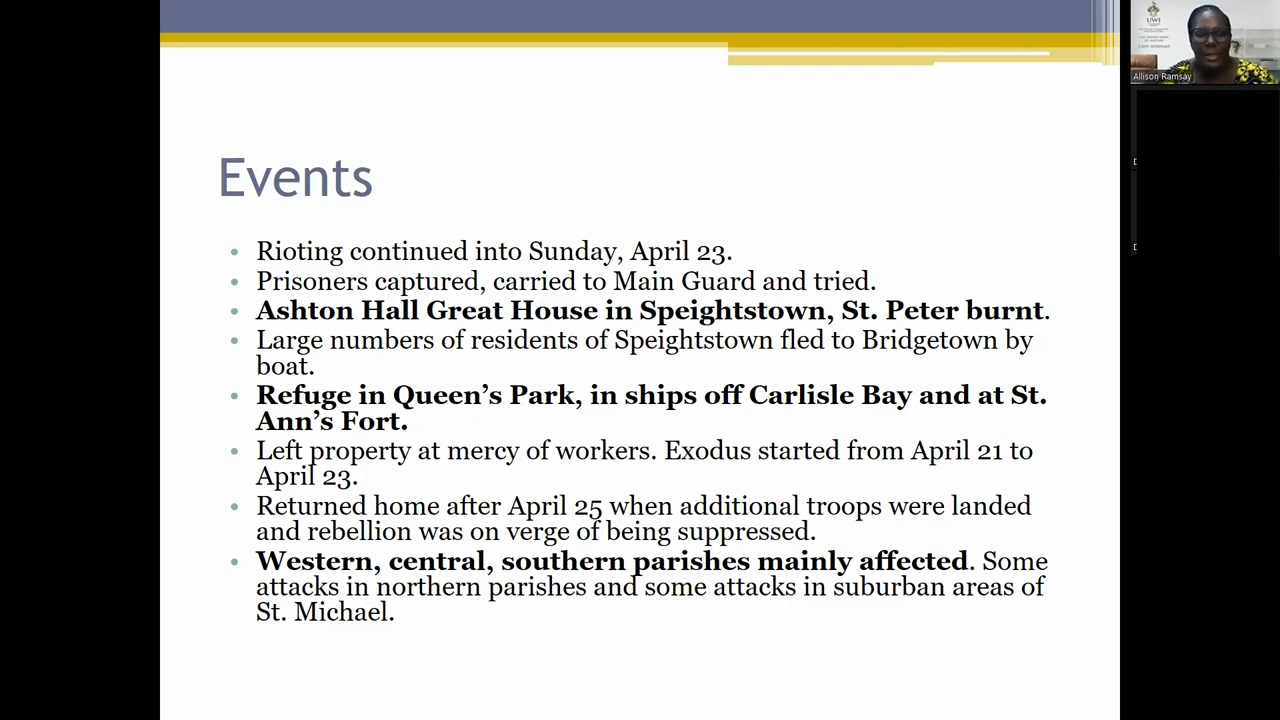 Events
Rioting continued into Sunday, April 23.
Prisoners captured, carried to Main Guard and tried.
Ashton Hall Great House in Speightstown, St. Peter burnt.
Large numbers of residents of Speightstown fled to Bridgetown by
boat.
Refuge in Queen’s Park, in ships off Carlisle Bay and at St.
Ann’s Fort.
Left property at mercy of workers. Exodus started from April 21 to
April 23.
Returned home after April 25 when additional troops were landed
and rebellion was on verge of being suppressed.
Western, central, southern parishes mainly affected. Some
attacks in northern parishes and some attacks in suburban areas of
St. Michael.
UWI
Allison Ramsay